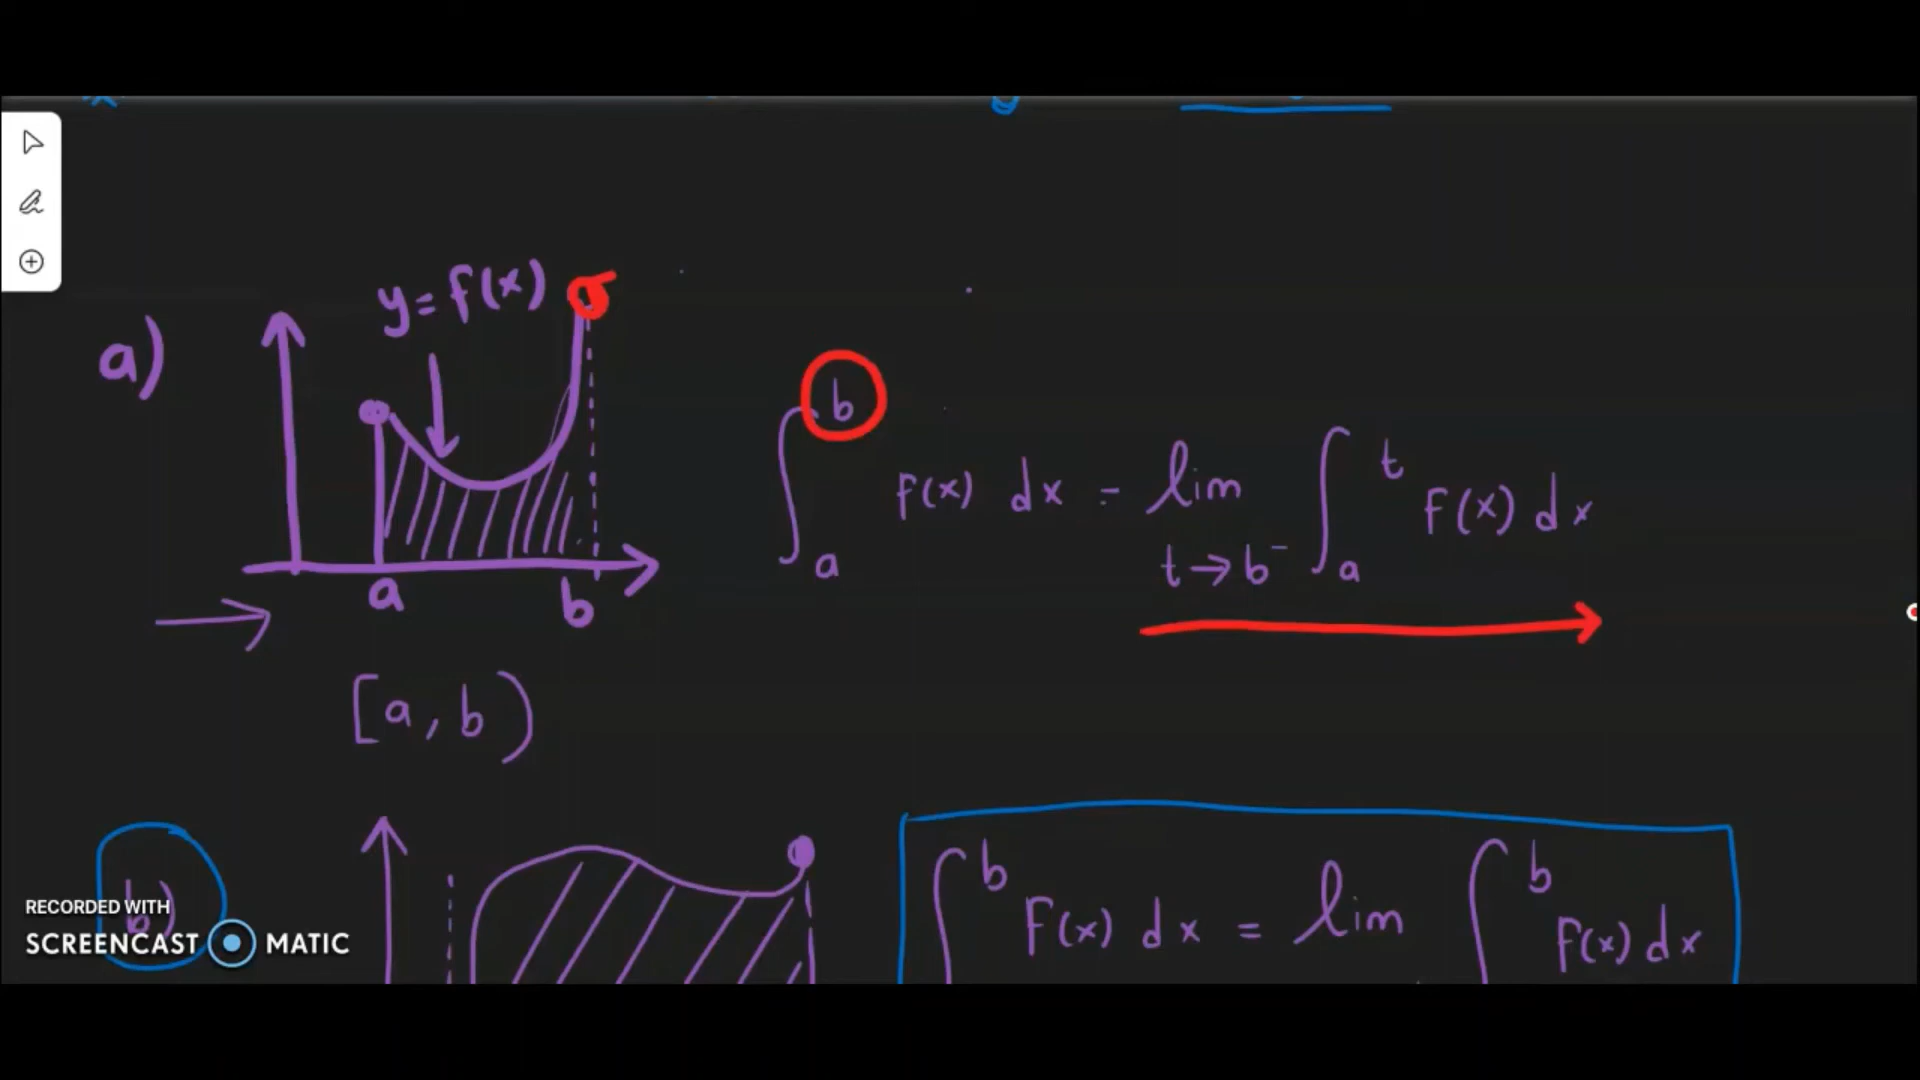 y = f(x)
a)
∫_a^b f(x) dx = lim_{t→b⁻} ∫_a^t f(x) dx
a b
[a, b)
b)
∫^b f(x) dx = lim ∫^b f(x) dx
RECORDED WITH
SCREENCAST MATIC